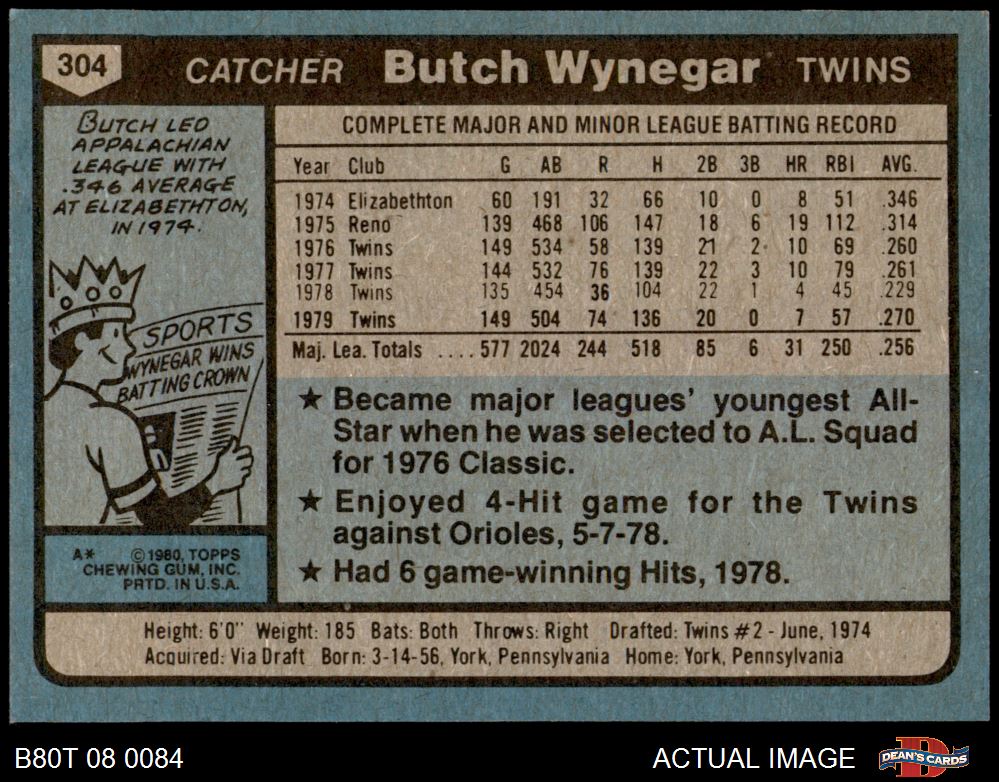 304 CATCHER Butch Wynegar TWINS
BUTCH LED
APPALACHIAN
LEAGUE WITH
.346 AVERAGE
AT ELIZABETHTON,
IN 1974.
SPORTS
WYNEGAR WINS
BATTING CROWN
A* ©1980, TOPPS
CHEWING GUM, INC.
PRTD. IN U.S.A.
COMPLETE MAJOR AND MINOR LEAGUE BATTING RECORD
Year Club G AB R H 2B 3B HR RBI AVG.
1974 Elizabethton 60 191 32 66 10 0 8 51 .346
1975 Reno 139 468 106 147 18 6 19 112 .314
1976 Twins 149 534 58 139 21 2 10 69 .260
1977 Twins 144 532 76 139 22 3 10 79 .261
1978 Twins 135 454 36 104 22 1 4 45 .229
1979 Twins 149 504 74 136 20 0 7 57 .270
Maj. Lea. Totals .... 577 2024 244 518 85 6 31 250 .256
★ Became major leagues' youngest All-
Star when he was selected to A.L. Squad
for 1976 Classic.
★ Enjoyed 4-Hit game for the Twins
against Orioles, 5-7-78.
★ Had 6 game-winning Hits, 1978.
Height: 6'0" Weight: 185 Bats: Both Throws: Right Drafted: Twins #2 - June, 1974
Acquired: Via Draft Born: 3-14-56, York, Pennsylvania Home: York, Pennsylvania
B80T 08 0084 ACTUAL IMAGE DEAN'S CARDS